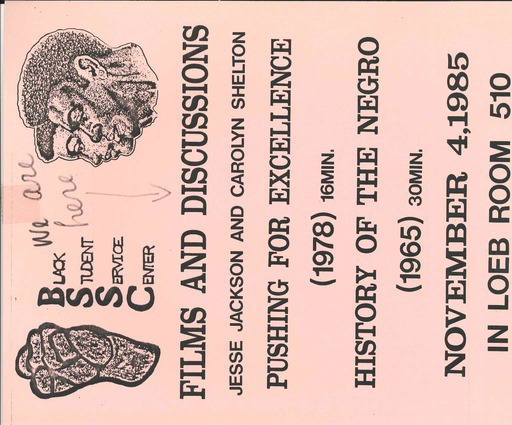 BLACK
STUDENT
SERVICE
CENTER
We are
here
FILMS AND DISCUSSIONS
JESSE JACKSON AND CAROLYN SHELTON
PUSHING FOR EXCELLENCE
(1978) 16MIN.
HISTORY OF THE NEGRO
(1965) 30MIN.
NOVEMBER 4,1985
IN LOEB ROOM 510